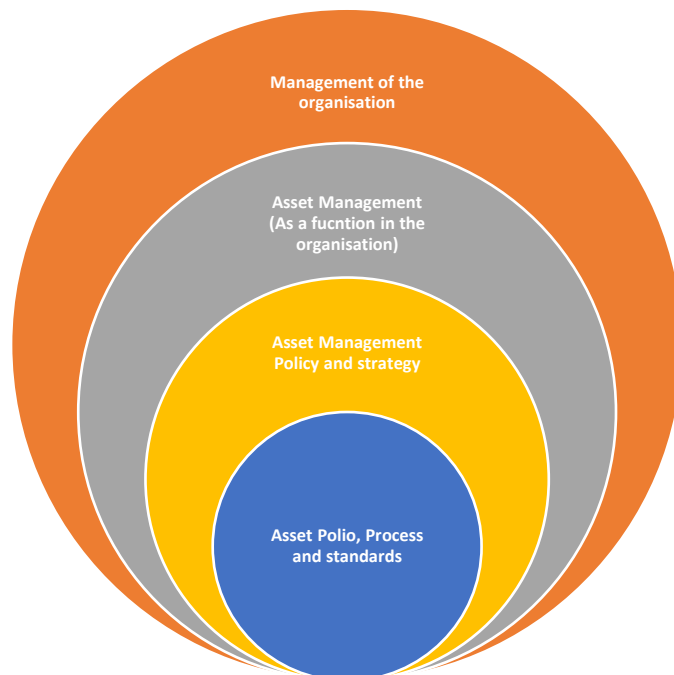 Management of the
organisation
Asset Management
(As a fucntion in the
organisation)
Asset Management
Policy and strategy
Asset Polio, Process
and standards